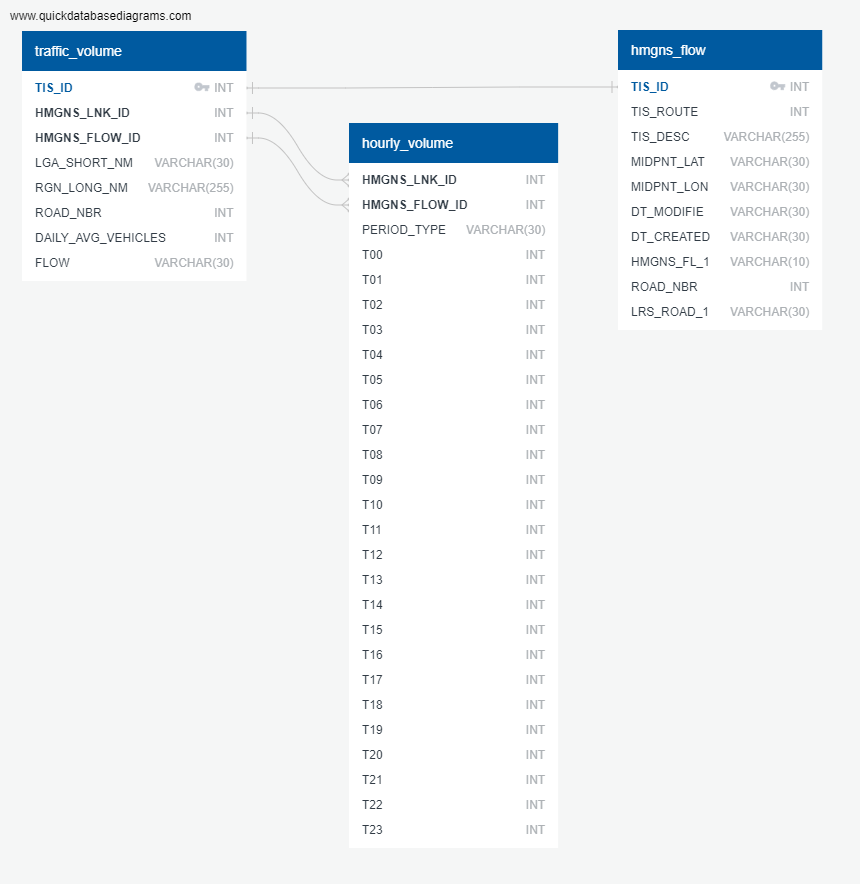 www.quickdatabasediagrams.com
traffic_volume
TIS_ID INT
HMGNS_LNK_ID INT
HMGNS_FLOW_ID INT
LGA_SHORT_NM VARCHAR(30)
RGN_LONG_NM VARCHAR(255)
ROAD_NBR INT
DAILY_AVG_VEHICLES INT
FLOW VARCHAR(30)
hourly_volume
HMGNS_LNK_ID INT
HMGNS_FLOW_ID INT
PERIOD_TYPE VARCHAR(30)
T00 INT
T01 INT
T02 INT
T03 INT
T04 INT
T05 INT
T06 INT
T07 INT
T08 INT
T09 INT
T10 INT
T11 INT
T12 INT
T13 INT
T14 INT
T15 INT
T16 INT
T17 INT
T18 INT
T19 INT
T20 INT
T21 INT
T22 INT
T23 INT
hmgns_flow
TIS_ID INT
TIS_ROUTE INT
TIS_DESC VARCHAR(255)
MIDPNT_LAT VARCHAR(30)
MIDPNT_LON VARCHAR(30)
DT_MODIFIE VARCHAR(30)
DT_CREATED VARCHAR(30)
HMGNS_FL_1 VARCHAR(10)
ROAD_NBR INT
LRS_ROAD_1 VARCHAR(30)